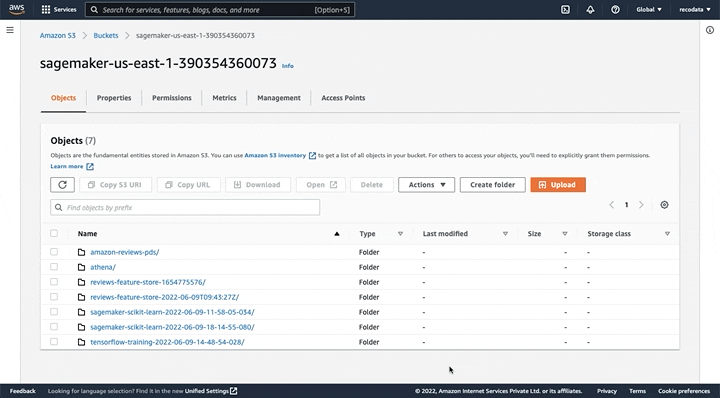 aws Services Search for services, features, blogs, docs, and more [Option+S] Global recodata
Amazon S3 Buckets sagemaker-us-east-1-390354360073
sagemaker-us-east-1-390354360073 Info
Objects Properties Permissions Metrics Management Access Points
Objects (7)
Objects are the fundamental entities stored in Amazon S3. You can use Amazon S3 inventory to get a list of all objects in your bucket. For others to access your objects, you'll need to explicitly grant them permissions.
Learn more
Copy S3 URI Copy URL Download Open Delete Actions Create folder Upload
Find objects by prefix 1
Name Type Last modified Size Storage class
amazon-reviews-pds/ Folder - - -
athena/ Folder - - -
reviews-feature-store-1654775576/ Folder - - -
reviews-feature-store-2022-06-09T09:43:27Z/ Folder - - -
sagemaker-scikit-learn-2022-06-09-11-58-05-034/ Folder - - -
sagemaker-scikit-learn-2022-06-09-18-14-55-080/ Folder - - -
tensorflow-training-2022-06-09-14-48-54-028/ Folder - - -
Feedback Looking for language selection? Find it in the new Unified Settings © 2022, Amazon Internet Services Private Ltd. or its affiliates. Privacy Terms Cookie preferences